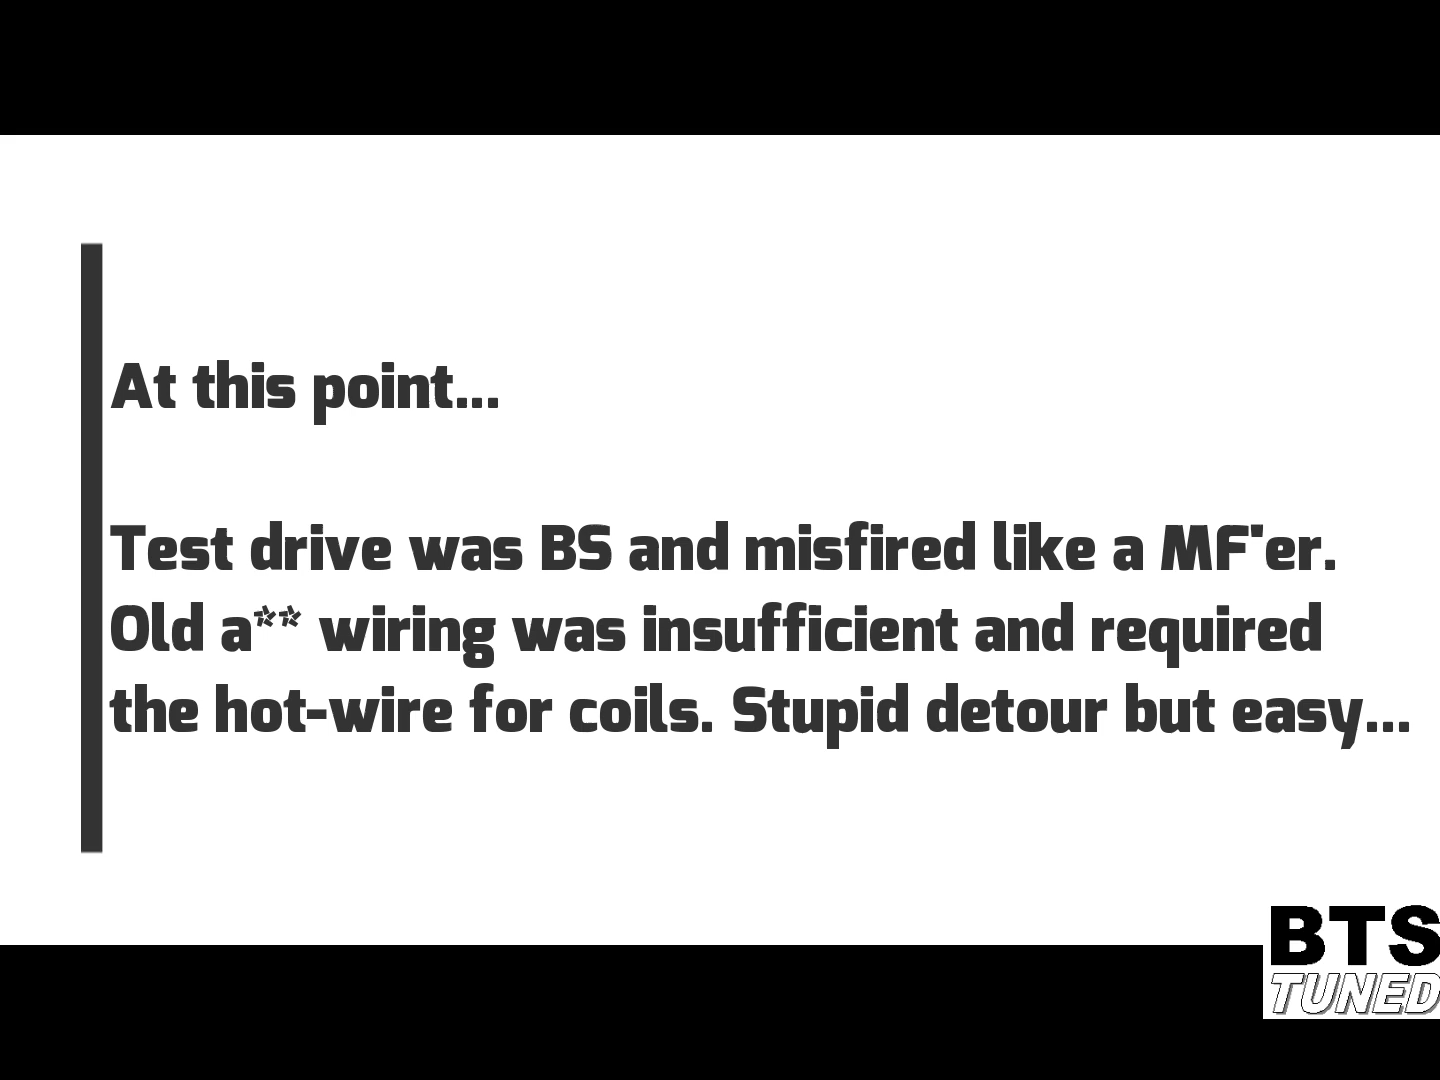 At this point...
Test drive was BS and misfired like a MF'er.
Old a** wiring was insufficient and required
the hot-wire for coils. Stupid detour but easy...
BTS
TUNED